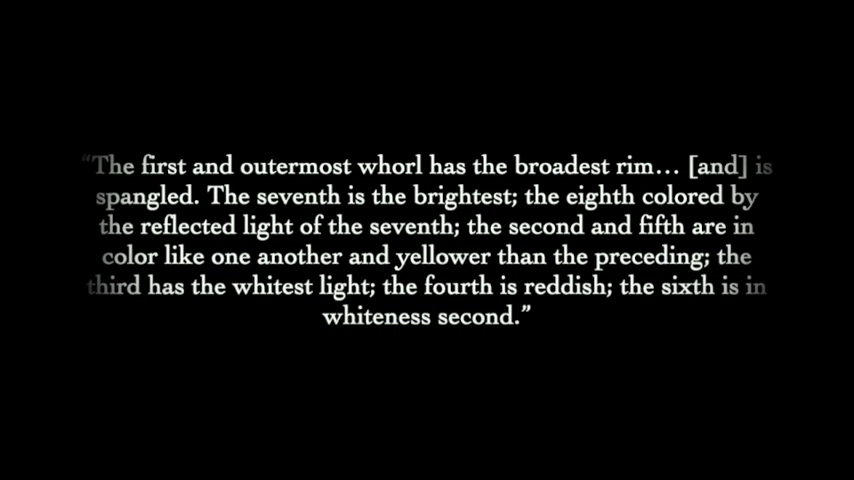 “The first and outermost whorl has the broadest rim... [and] is
spangled. The seventh is the brightest; the eighth colored by
the reflected light of the seventh; the second and fifth are in
color like one another and yellower than the preceding; the
third has the whitest light; the fourth is reddish; the sixth is in
whiteness second.”